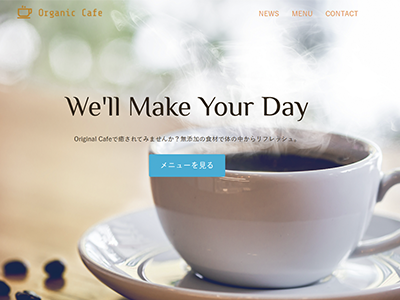 Organic Cafe
NEWS MENU CONTACT
We'll Make Your Day
Original Cafeで癒されてみませんか？無添加の食材で体の中からリフレッシュ。
メニューを見る